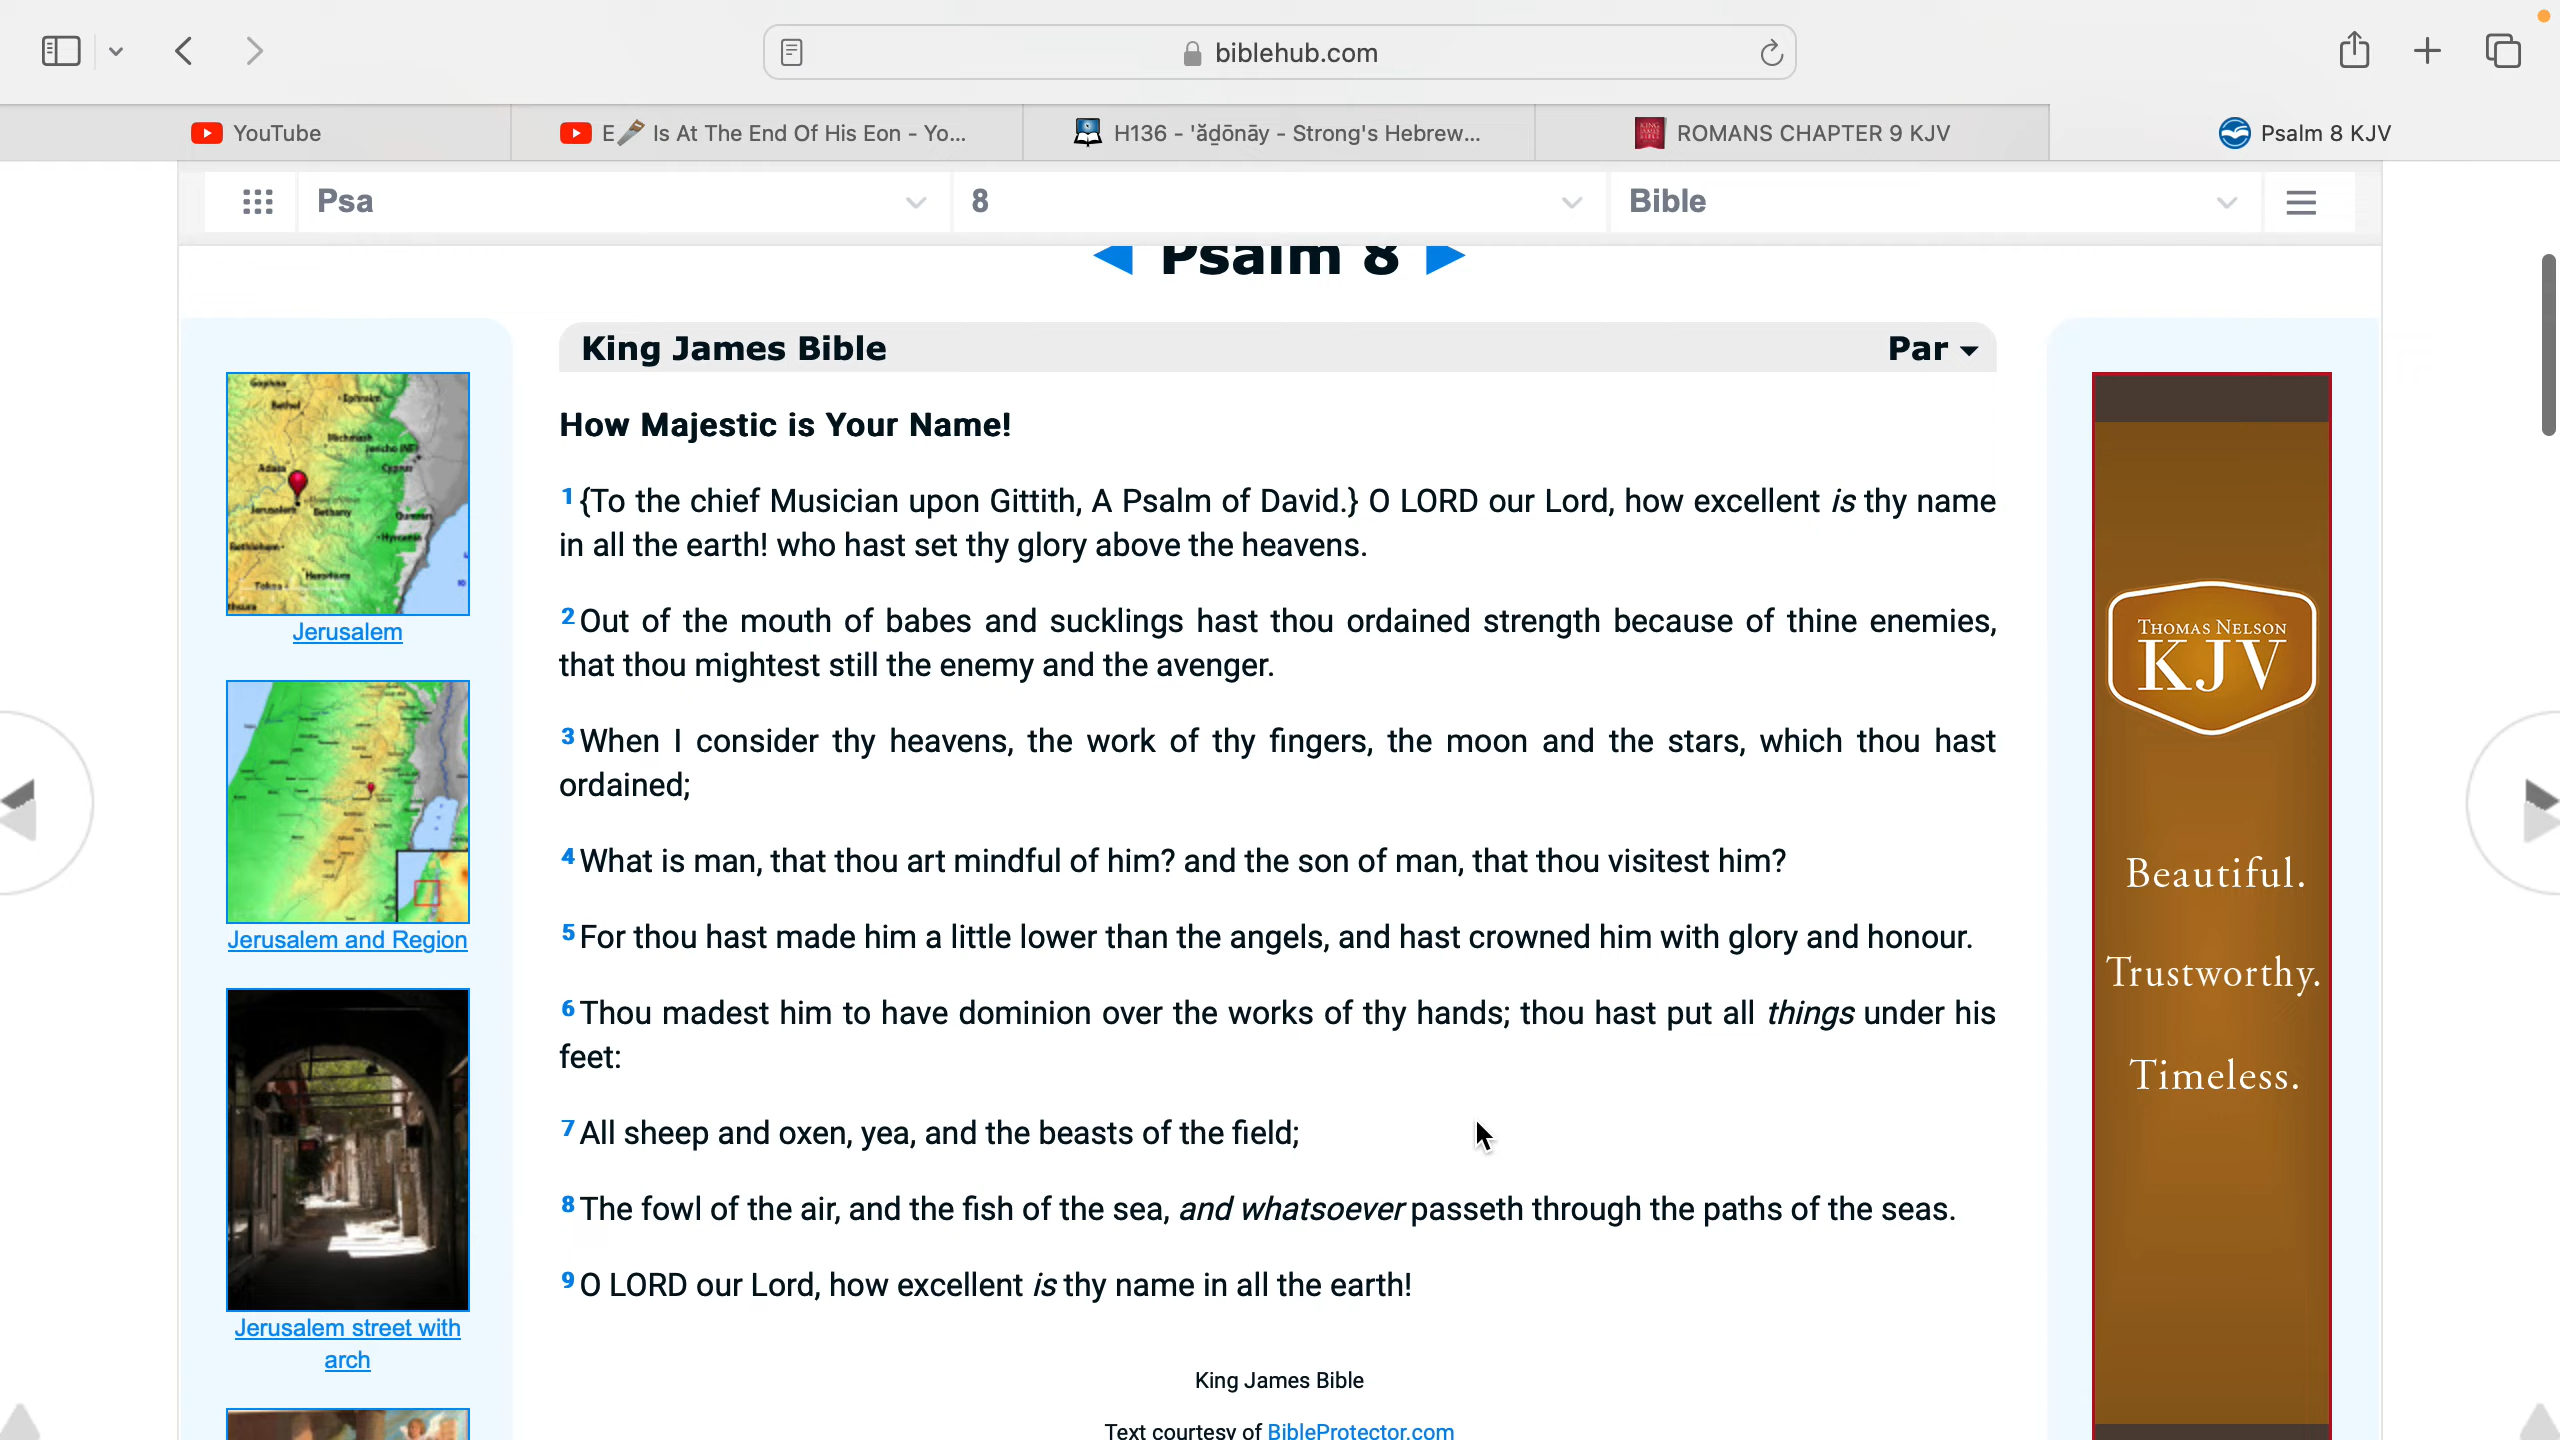 biblehub.com
YouTube
E🪚 Is At The End Of His Eon - Yo...
H136 - 'ăḏōnāy - Strong's Hebrew...
ROMANS CHAPTER 9 KJV
Psalm 8 KJV
Psa
8
Bible
Psalm 8
King James Bible
Par
How Majestic is Your Name!
1 {To the chief Musician upon Gittith, A Psalm of David.} O LORD our Lord, how excellent is thy name
in all the earth! who hast set thy glory above the heavens.
2 Out of the mouth of babes and sucklings hast thou ordained strength because of thine enemies,
that thou mightest still the enemy and the avenger.
3 When I consider thy heavens, the work of thy fingers, the moon and the stars, which thou hast
ordained;
4 What is man, that thou art mindful of him? and the son of man, that thou visitest him?
5 For thou hast made him a little lower than the angels, and hast crowned him with glory and honour.
6 Thou madest him to have dominion over the works of thy hands; thou hast put all things under his
feet:
7 All sheep and oxen, yea, and the beasts of the field;
8 The fowl of the air, and the fish of the sea, and whatsoever passeth through the paths of the seas.
9 O LORD our Lord, how excellent is thy name in all the earth!
King James Bible
Text courtesy of BibleProtector.com
Jerusalem
Jerusalem and Region
Jerusalem street with
arch
THOMAS NELSON
KJV
Beautiful.
Trustworthy.
Timeless.